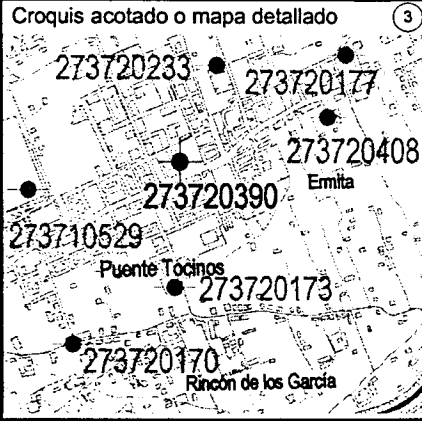 Croquis acotado o mapa detallado 3
273720233
273720177
273720408
Ermita
273720390
273710529
Puente Tocinos
273720173
273720170
Rincón de los García